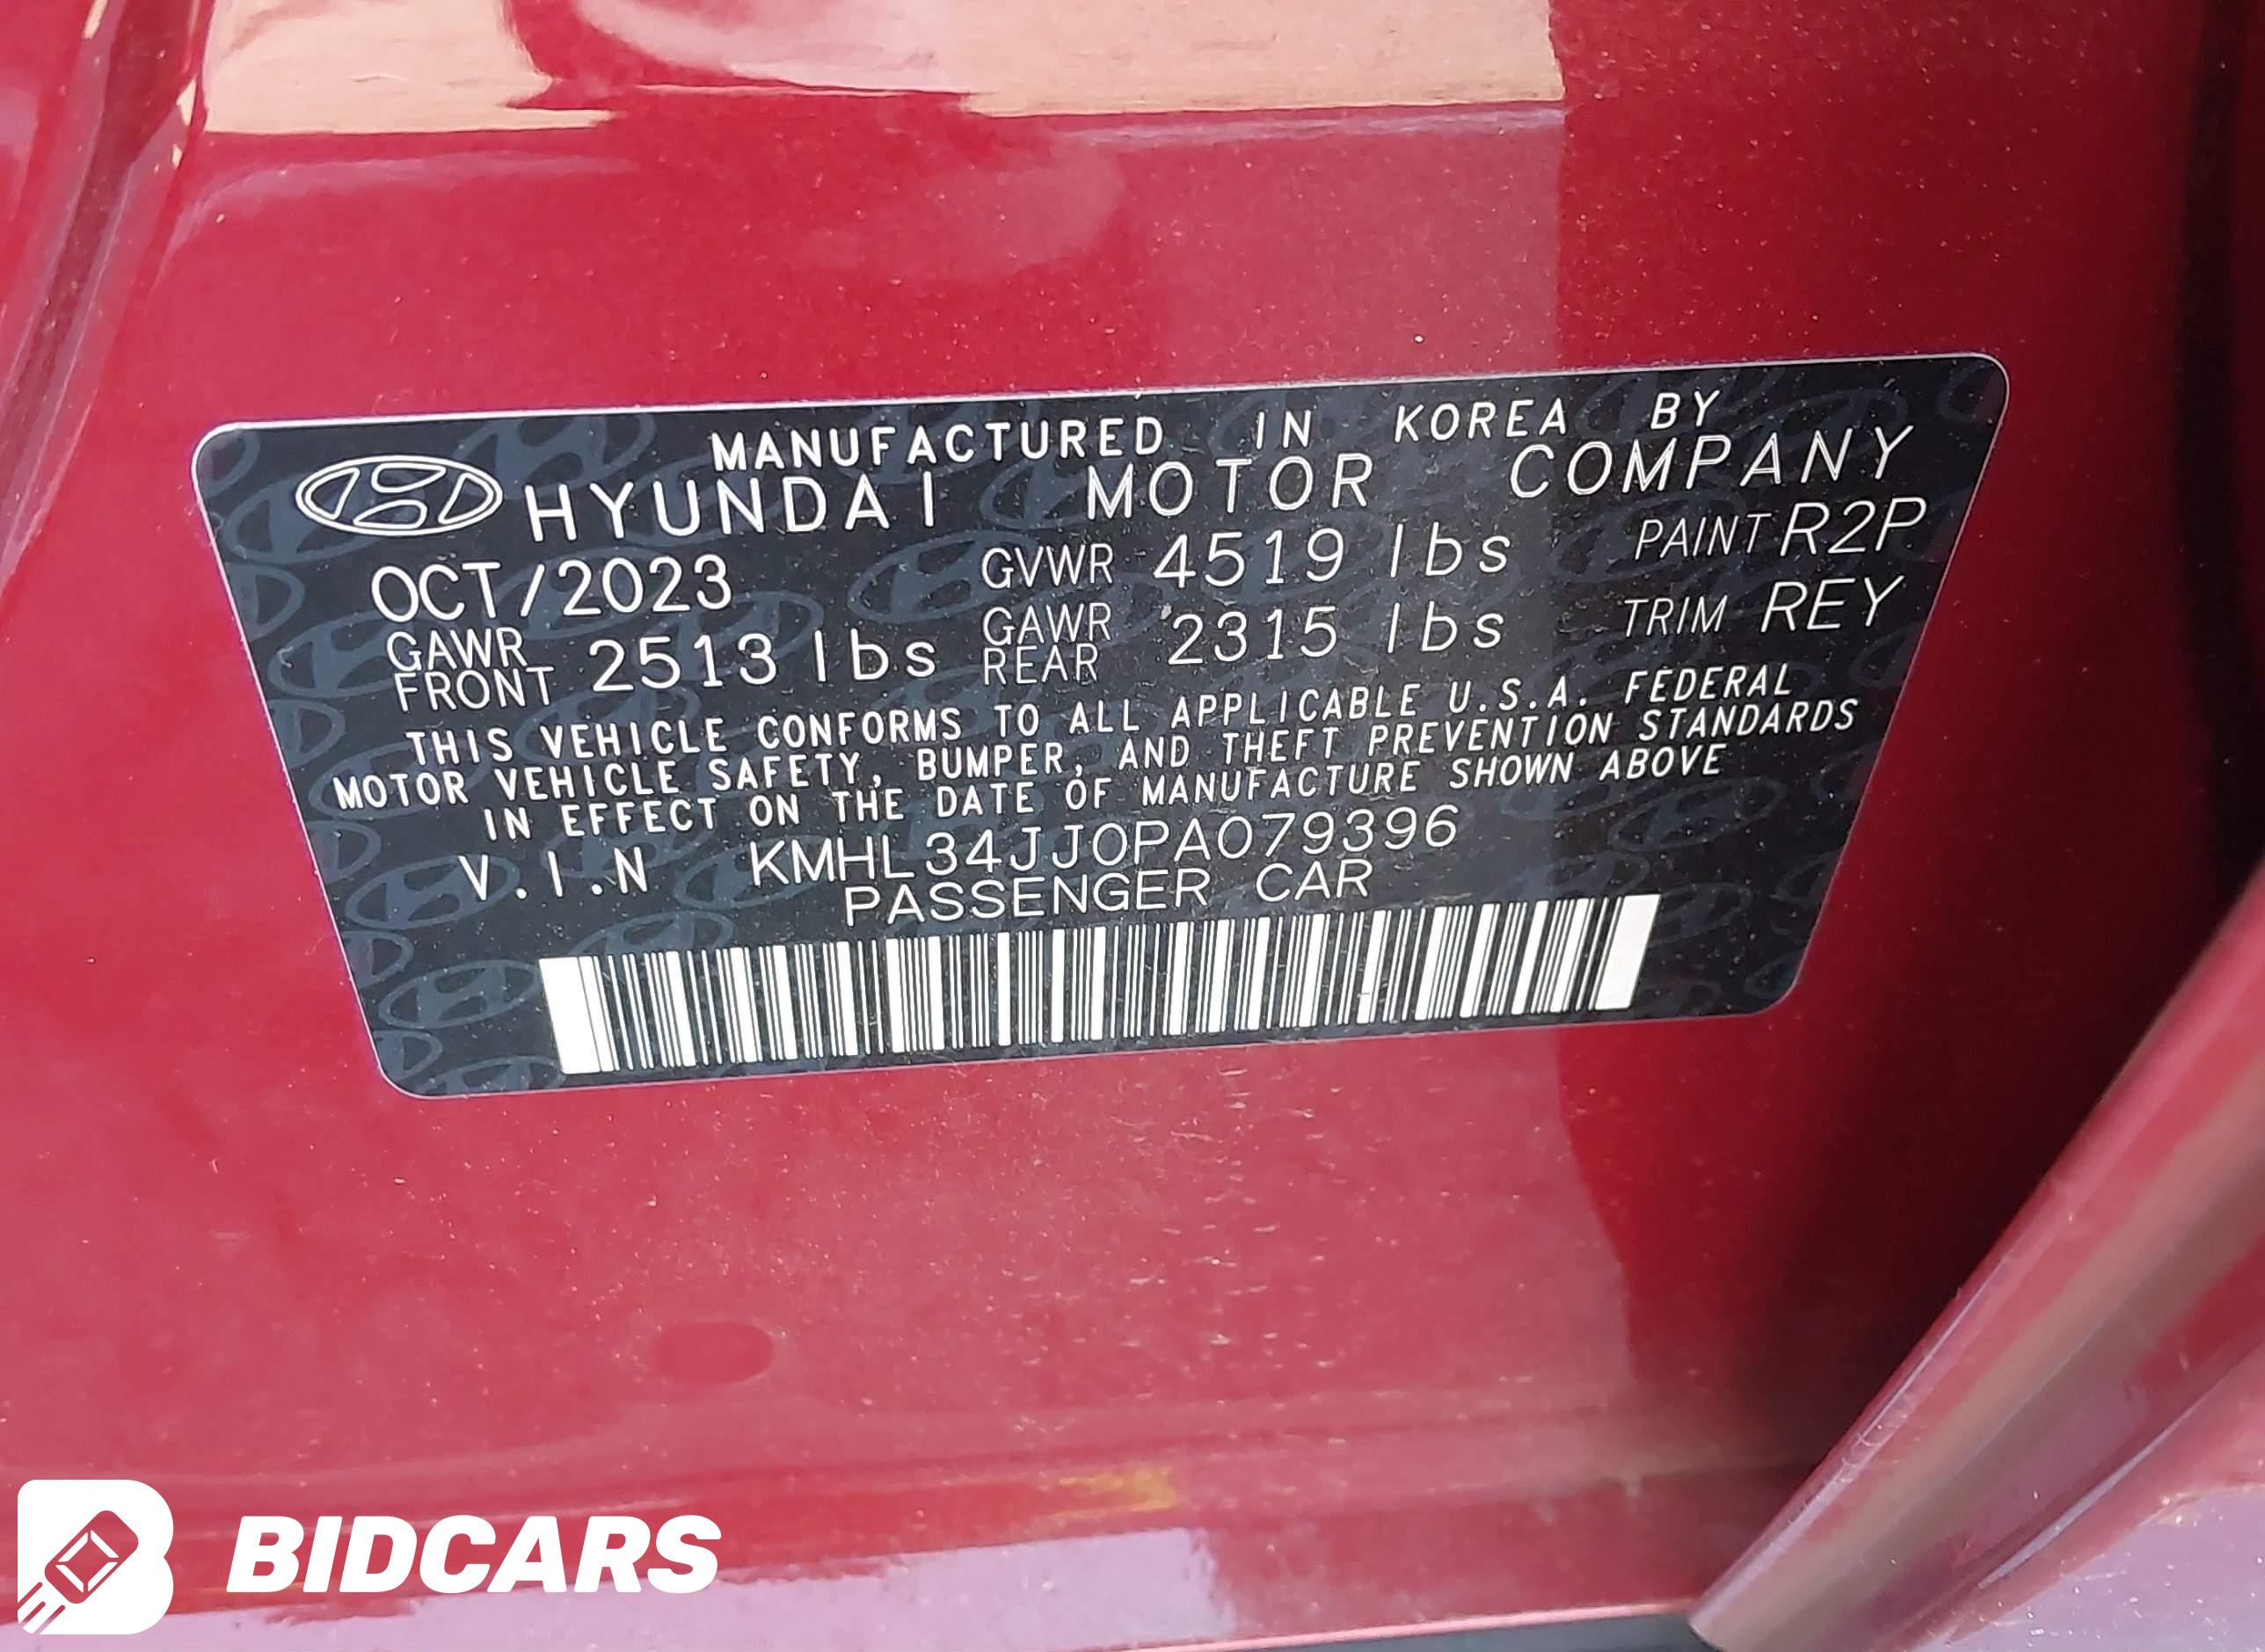 MANUFACTURED IN KOREA BY
HYUNDAI MOTOR COMPANY
OCT/2023 GVWR 4519 lbs PAINT R2P
GAWR FRONT 2513 lbs GAWR REAR 2315 lbs TRIM REY
THIS VEHICLE CONFORMS TO ALL APPLICABLE U.S.A. FEDERAL
MOTOR VEHICLE SAFETY, BUMPER, AND THEFT PREVENTION STANDARDS
IN EFFECT ON THE DATE OF MANUFACTURE SHOWN ABOVE
V.I.N KMHL34JJ0PA079396
PASSENGER CAR
BIDCARS